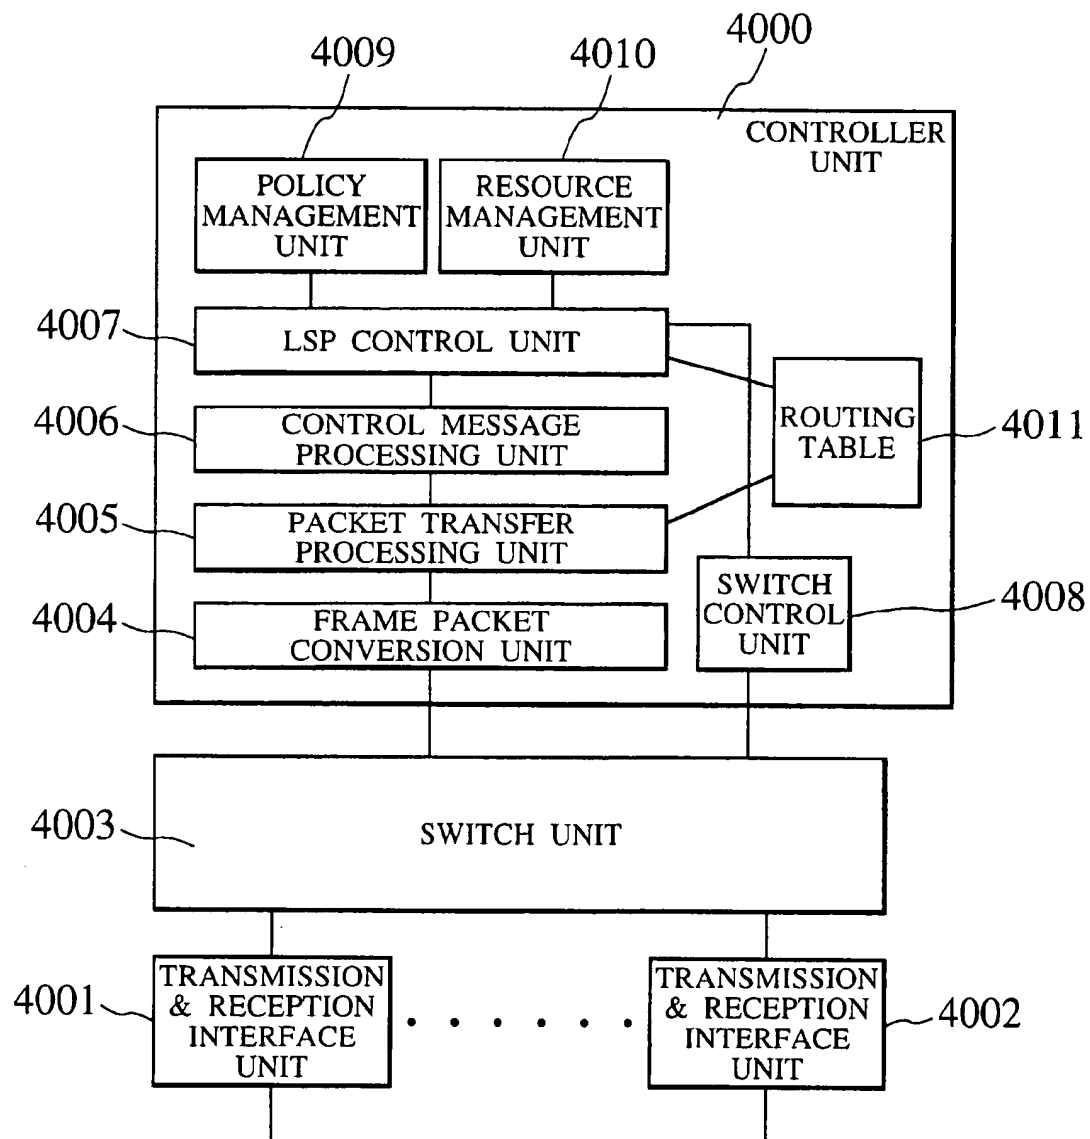 4000
4009
4010
CONTROLLER
UNIT
POLICY
MANAGEMENT
UNIT
RESOURCE
MANAGEMENT
UNIT
4007
LSP CONTROL UNIT
4006
CONTROL MESSAGE
PROCESSING UNIT
ROUTING
TABLE
4011
4005
PACKET TRANSFER
PROCESSING UNIT
4004
FRAME PACKET
CONVERSION UNIT
SWITCH
CONTROL
UNIT
4008
4003
SWITCH UNIT
4001
TRANSMISSION
& RECEPTION
INTERFACE
UNIT
TRANSMISSION
& RECEPTION
INTERFACE
UNIT
4002